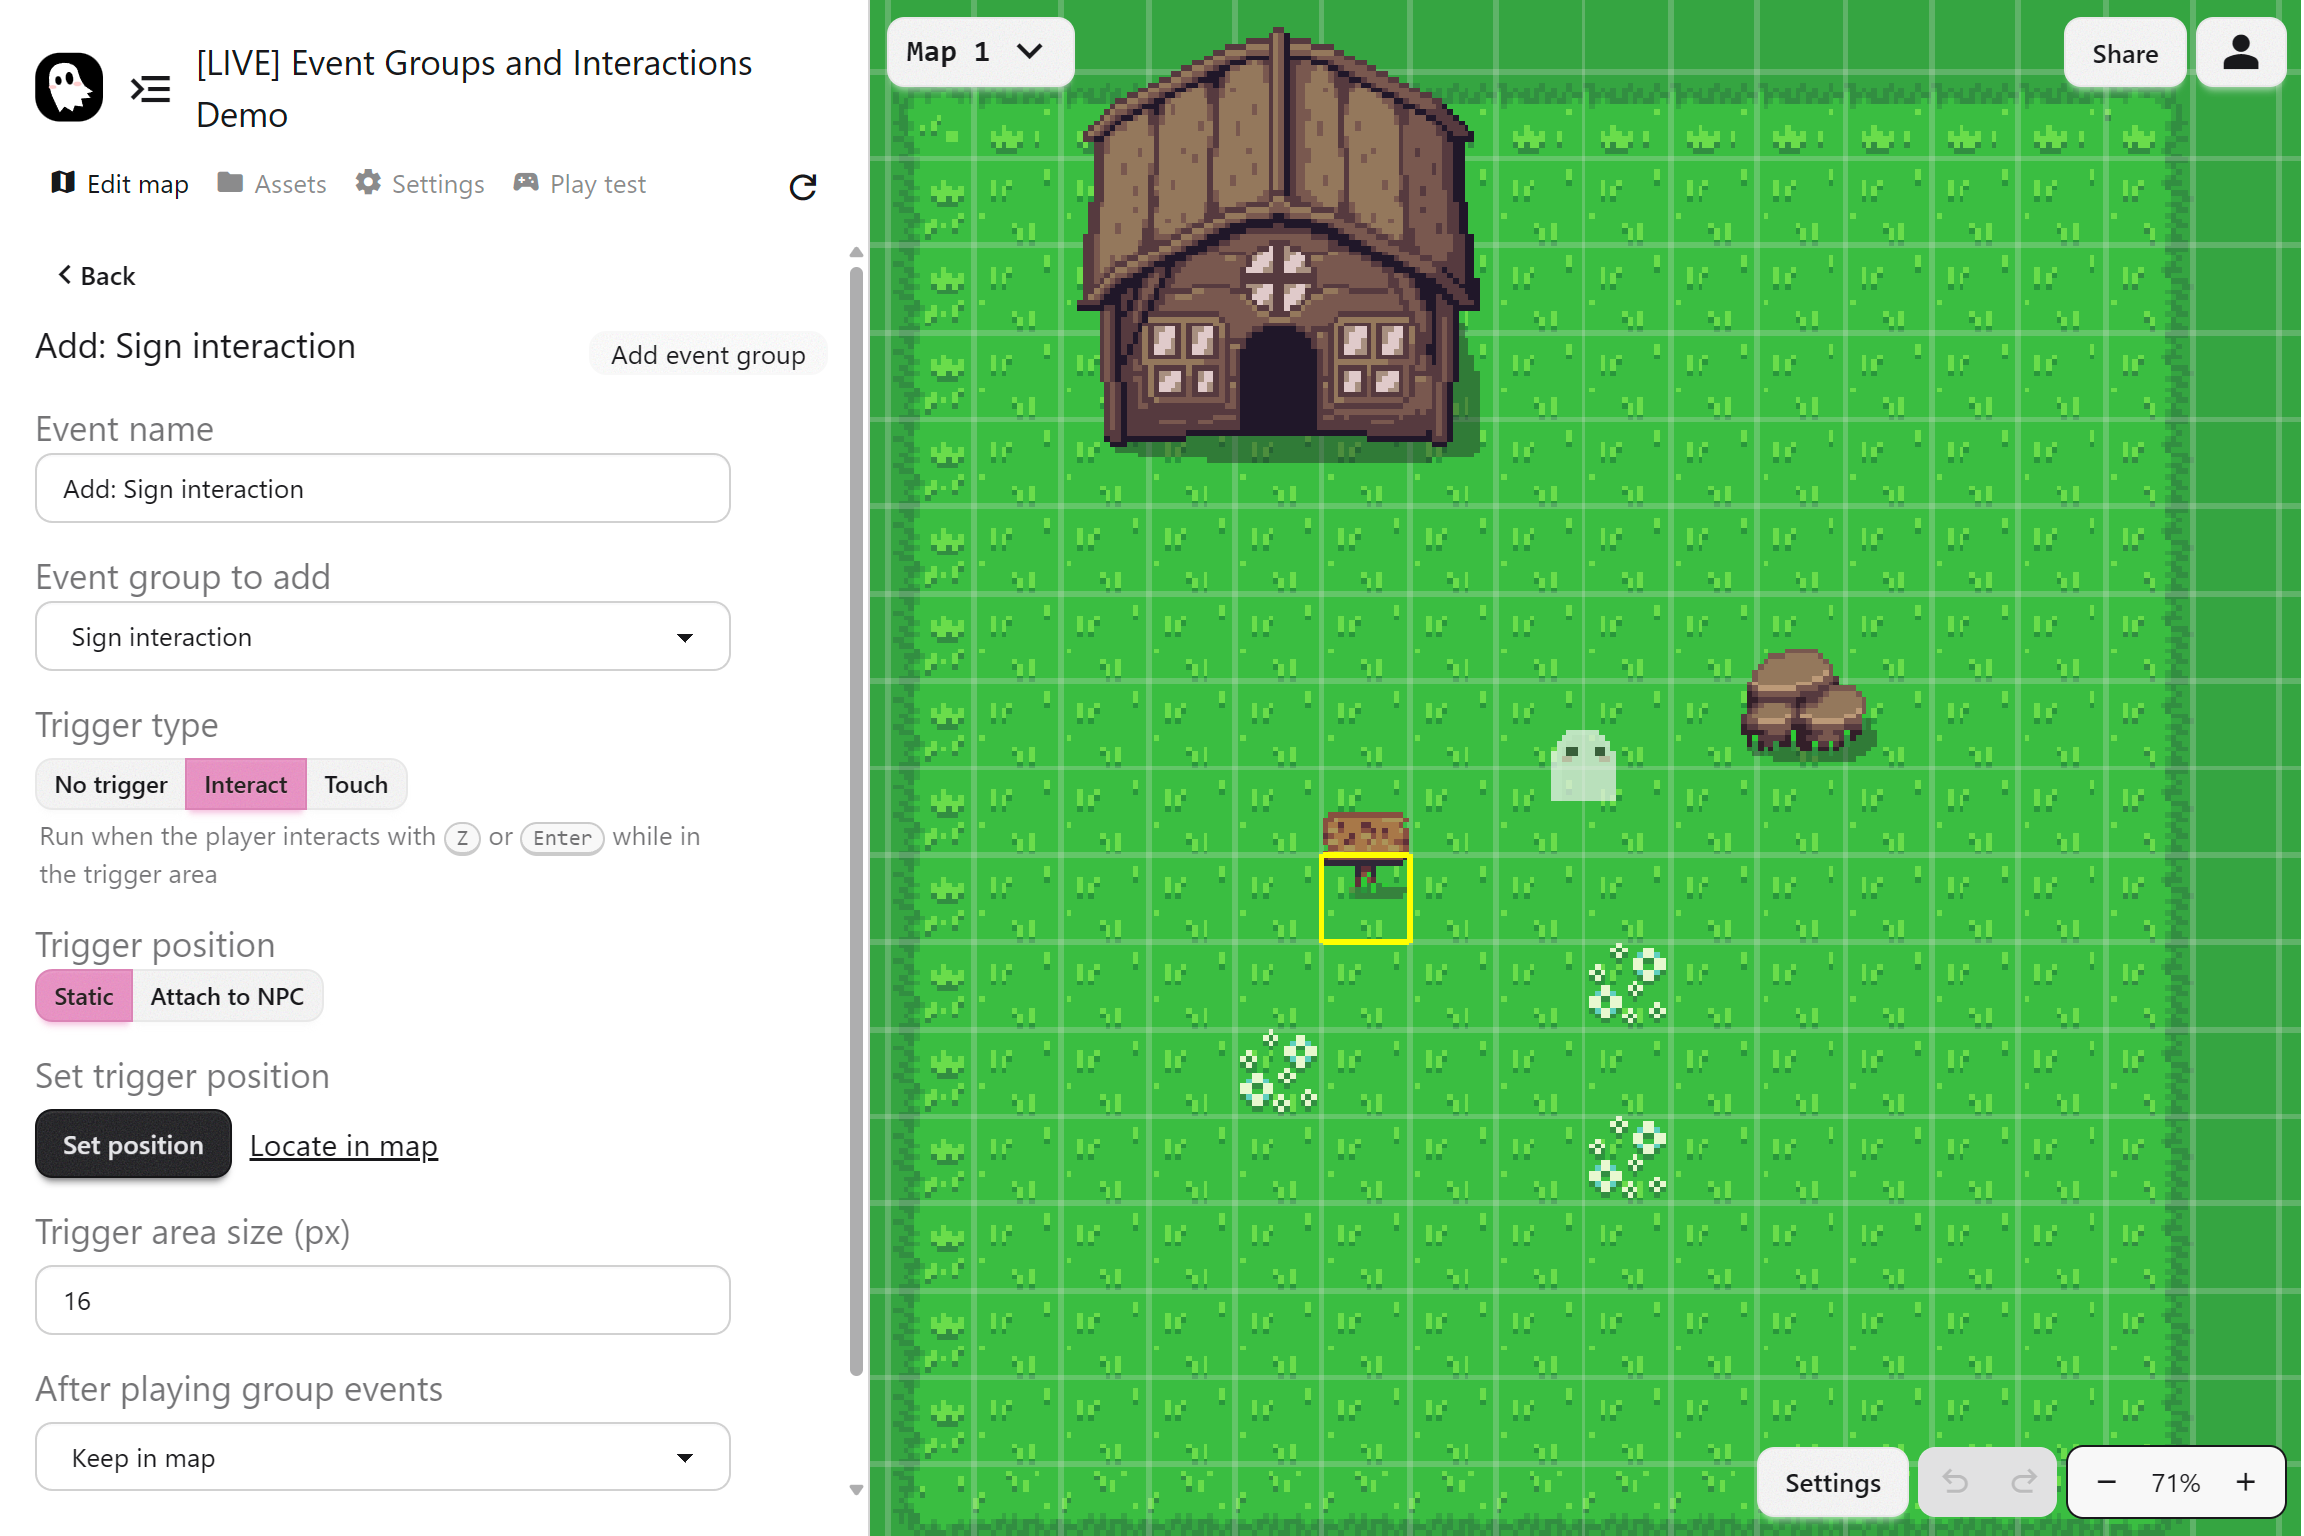 [LIVE] Event Groups and Interactions
Demo
Edit map
Assets
Settings
Play test
Map 1
Share
Back
Add: Sign interaction
Add event group
Event name
Add: Sign interaction
Event group to add
Sign interaction
Trigger type
No trigger
Interact
Touch
Run when the player interacts with Z or Enter while in
the trigger area
Trigger position
Static
Attach to NPC
Set trigger position
Set position
Locate in map
Trigger area size (px)
16
After playing group events
Keep in map
Settings
71%